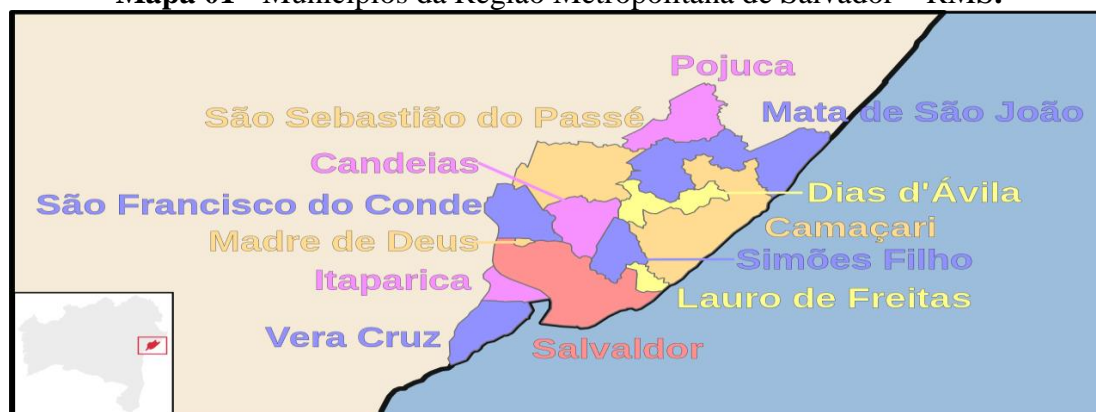 Mapa 01 - Municípios da Região Metropolitana de Salvador – RMS.
Pojuca
São Sebastião do Passé
Mata de São João
Candeias
Dias d'Ávila
São Francisco do Conde
Camaçari
Madre de Deus
Simões Filho
Itaparica
Lauro de Freitas
Vera Cruz
Salvaldor